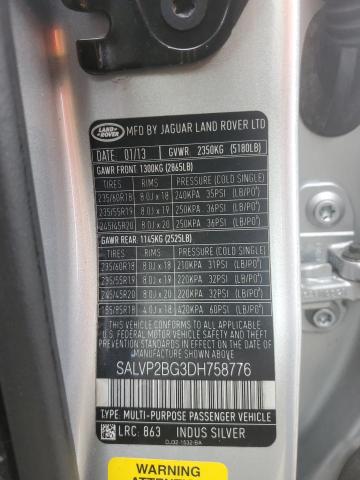 LAND ROVER
MFD BY JAGUAR LAND ROVER LTD
DATE: 01/13 GVWR 2350KG (5180LB)
GAWR FRONT: 1300KG (2865LB)
TIRES RIMS PRESSURE (COLD SINGLE)
235/60R18 8.0J x 18 240KPA 35PSI (LB/PO²)
235/55R19 8.0J x 19 250KPA 36PSI (LB/PO²)
245/45R20 8.0J x 20 250KPA 36PSI (LB/PO²)
GAWR REAR: 1145KG (2525LB)
TIRES RIMS PRESSURE (COLD SINGLE)
235/60R18 8.0J x 18 210KPA 31PSI (LB/PO²)
235/55R19 8.0J x 19 220KPA 32PSI (LB/PO²)
245/45R20 8.0J x 20 220KPA 32PSI (LB/PO²)
185/85R18 4.0J x 18 420KPA 60PSI (LB/PO²)
THIS VEHICLE CONFORMS TO ALL APPLICABLE U.S. FEDERAL MOTOR VEHICLE SAFETY AND THEFT PREVENTION STANDARDS IN EFFECT ON THE DATE OF MANUFACTURE SHOWN ABOVE.
SALVP2BG3DH758776
TYPE: MULTI-PURPOSE PASSENGER VEHICLE
LRC: 863 INDUS SILVER
DJ32-1532-BA
WARNING